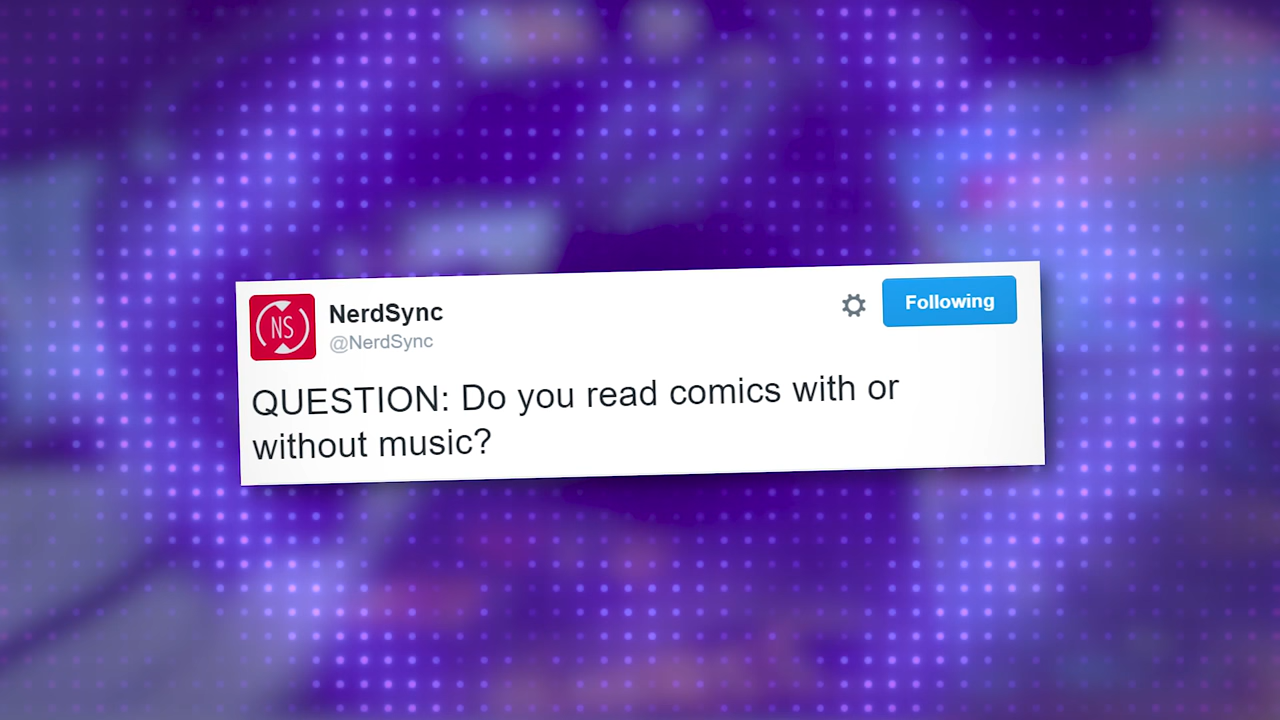 NS
NerdSync
@NerdSync
Following
QUESTION: Do you read comics with or
without music?